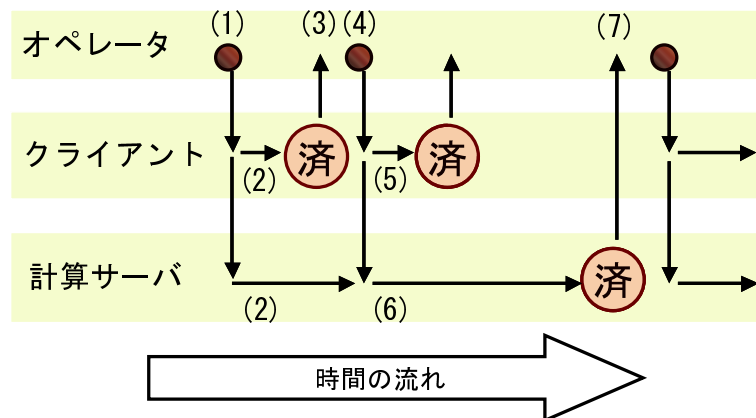 (1) (3) (4) (7)
オペレータ
クライアント 済 済
(2) (5)
計算サーバ 済
(2) (6)
時間の流れ